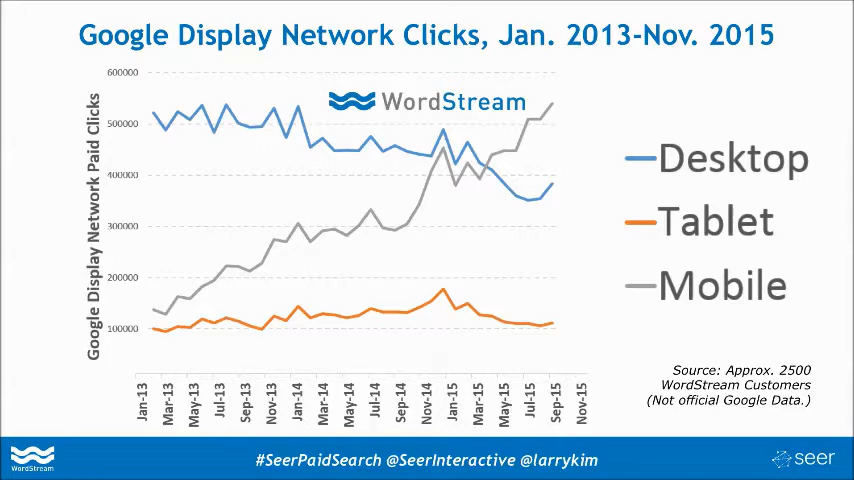 Google Display Network Clicks, Jan. 2013-Nov. 2015
Google Display Network Paid Clicks
600000
500000
400000
300000
200000
100000
WordStream
Jan-13
Mar-13
May-13
Jul-13
Sep-13
Nov-13
Jan-14
Mar-14
May-14
Jul-14
Sep-14
Nov-14
Jan-15
Mar-15
May-15
Jul-15
Sep-15
Nov-15
Desktop
Tablet
Mobile
Source: Approx. 2500
WordStream Customers
(Not official Google Data.)
WordStream
#SeerPaidSearch @SeerInteractive @larrykim
seer